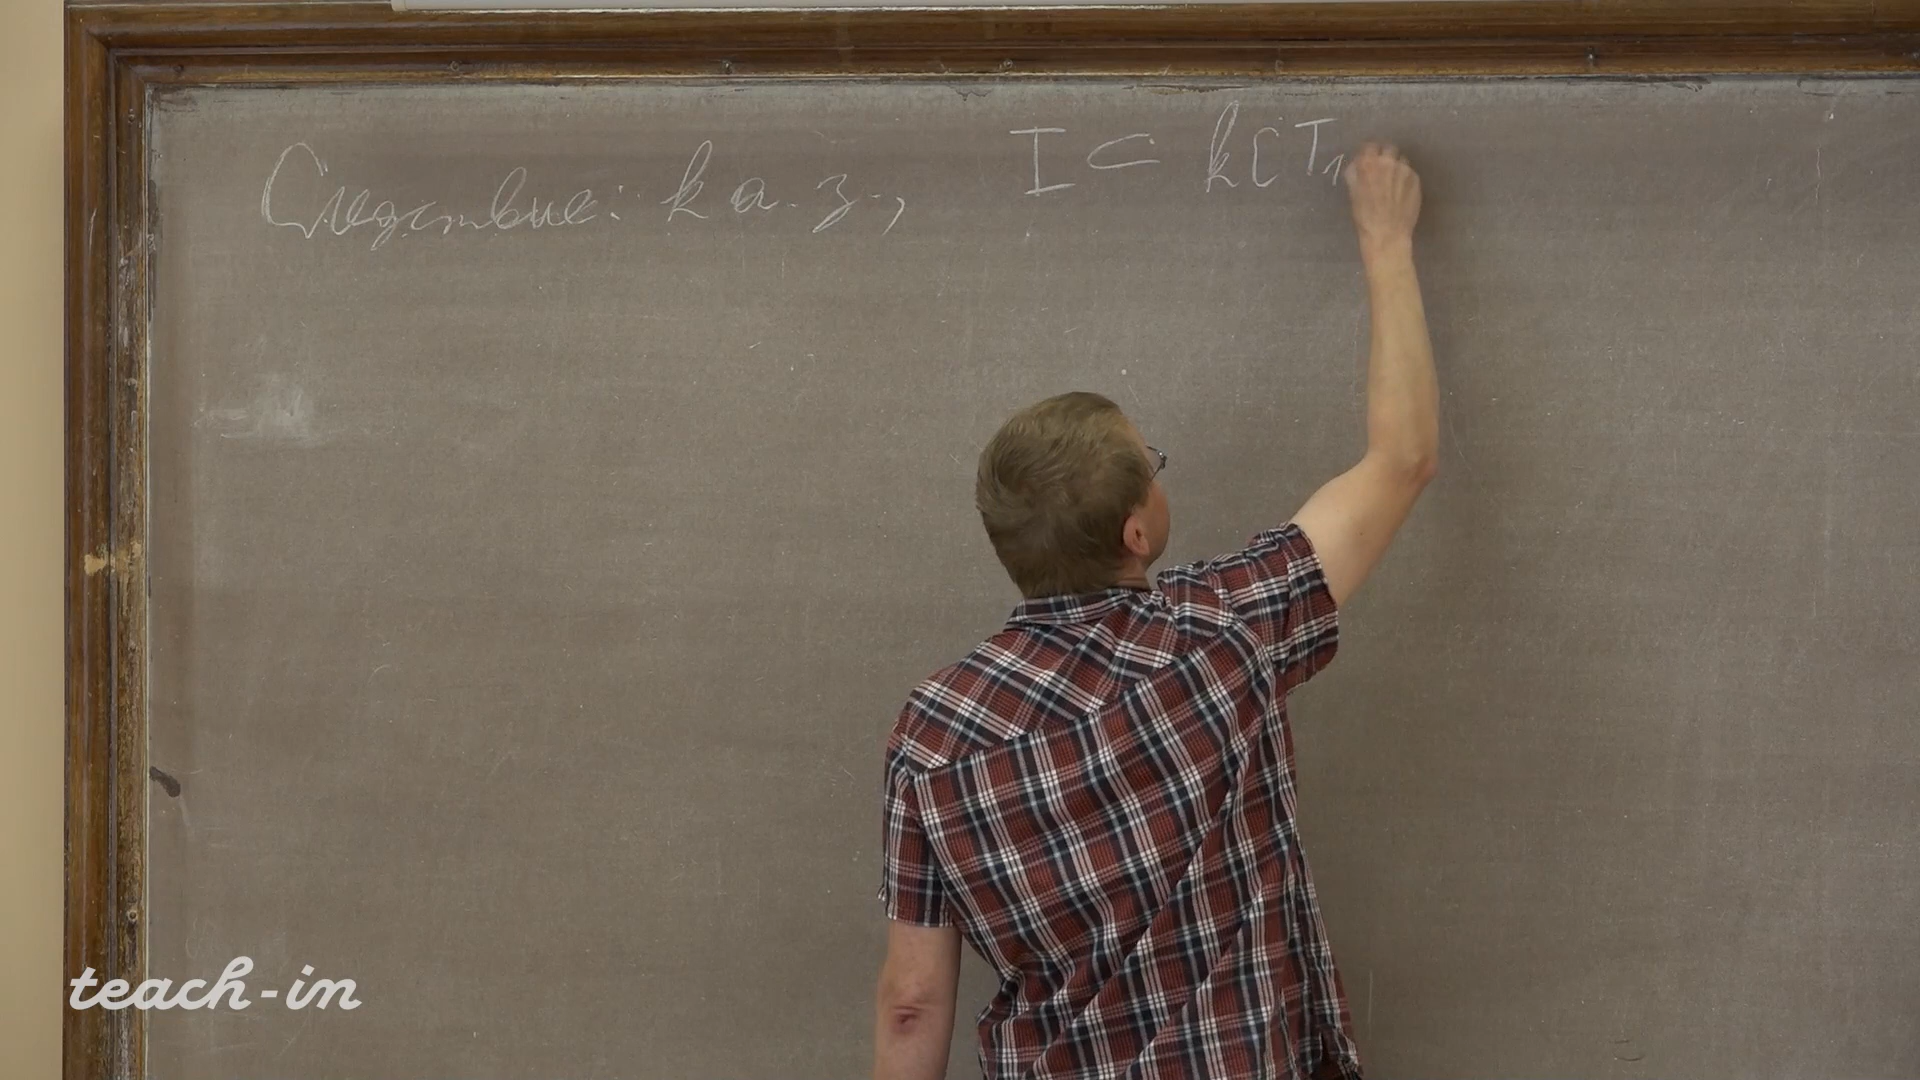 Следствие: k а. з., I ⊂ k[T₁
teach-in